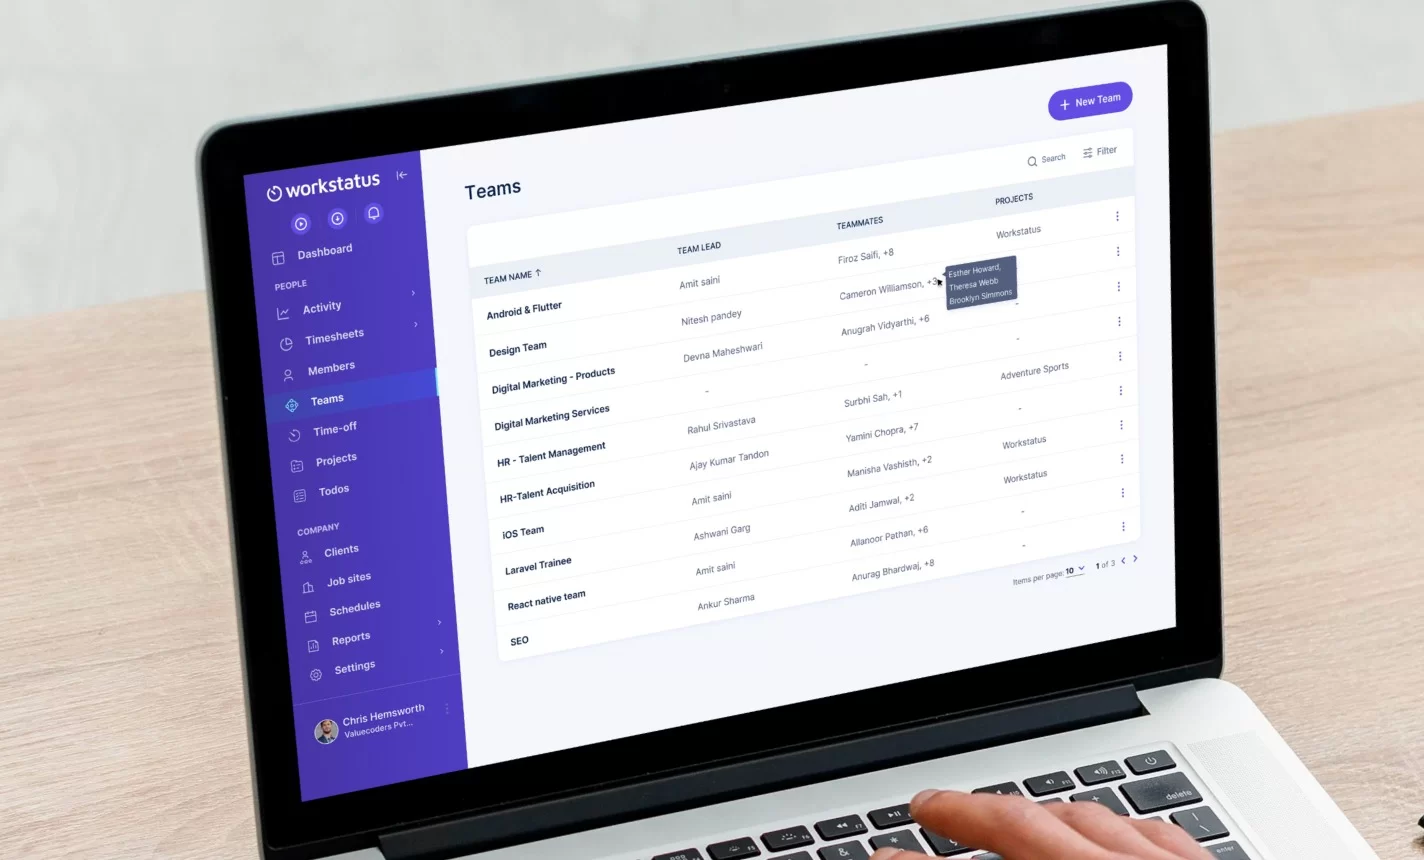 workstatus
Dashboard
PEOPLE
Activity
Timesheets
Members
Teams
Time-off
Projects
Todos
COMPANY
Clients
Job sites
Schedules
Reports
Settings
Chris Hemsworth
Valuecoders Pvt...
Teams
+ New Team
Search Filter
TEAM NAME ↑ TEAM LEAD TEAMMATES PROJECTS
Android & Flutter Amit saini Firoz Saifi, +8 Workstatus
Design Team Nitesh pandey Cameron Williamson, +3
Esther Howard,
Theresa Webb
Brooklyn Simmons
Digital Marketing - Products Devna Maheshwari Anugrah Vidyarthi, +6 -
Digital Marketing Services - - -
HR - Talent Management Rahul Srivastava Surbhi Sah, +1 Adventure Sports
HR-Talent Acquisition Ajay Kumar Tandon Yamini Chopra, +7 -
iOS Team Amit saini Manisha Vashisth, +2 Workstatus
Laravel Trainee Ashwani Garg Aditi Jamwal, +2 Workstatus
React native team Amit saini Allanoor Pathan, +6 -
SEO Ankur Sharma Anurag Bhardwaj, +8 -
Items per page: 10 1 of 3
delete
enter